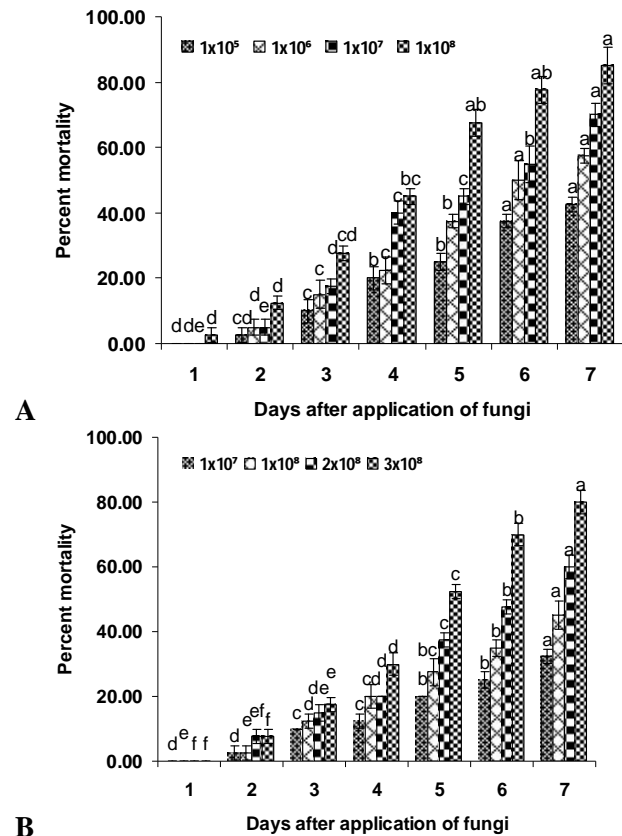 100.00
1x10⁵ 1x10⁶ 1x10⁷ 1x10⁸
80.00
60.00
40.00
20.00
0.00
Percent mortality
d d e d
cd d e d
c c d cd
b c c bc
b b c ab
a a b ab
a a a a
1 2 3 4 5 6 7
Days after application of fungi
A
100.00
1x10⁷ 1x10⁸ 2x10⁸ 3x10⁸
80.00
60.00
40.00
20.00
0.00
Percent mortality
d e f f
d e ef f
c d de e
c cd d d
b bc c c
b b b b
a a a a
1 2 3 4 5 6 7
Days after application of fungi
B